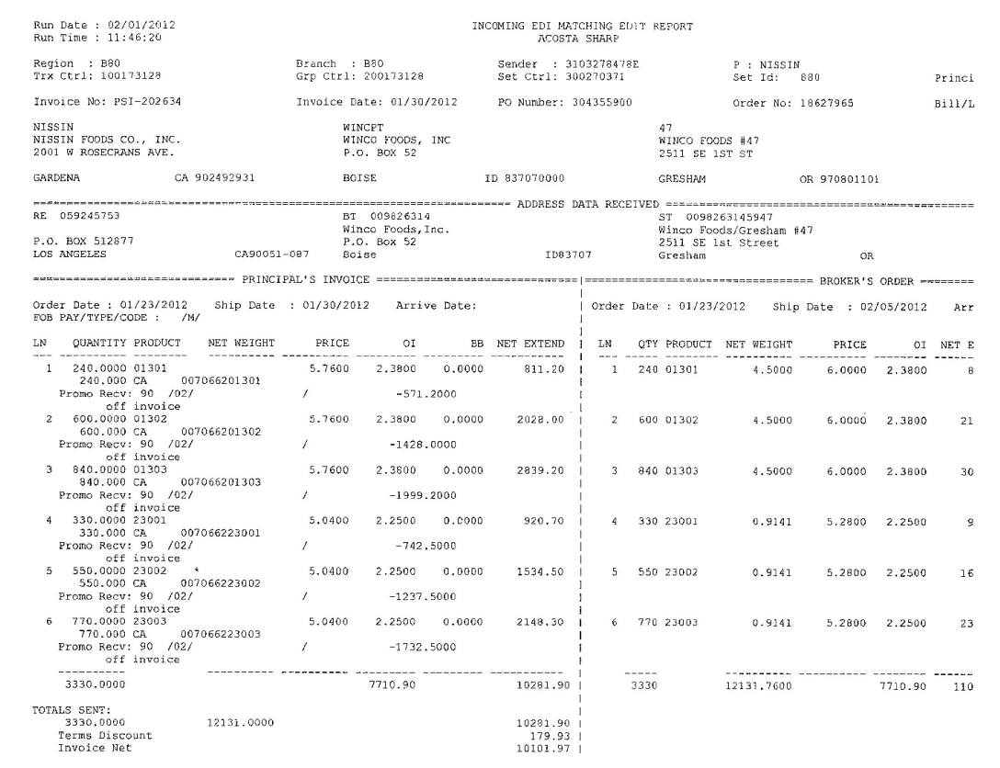 Run Date : 02/01/2012 INCOMING EDI MATCHING EDIT REPORT
Run Time : 11:46:20 ACOSTA SHARP
Region : B80 Branch : B80 Sender : 3103278478E P : NISSIN
Trx Ctrl: 100173128 Grp Ctrl: 200173128 Set Ctrl: 300270371 Set Id: 880 Princi
Invoice No: PSI-202634 Invoice Date: 01/30/2012 PO Number: 304355900 Order No: 18627965 Bill/L
NISSIN WINCPT 47
NISSIN FOODS CO., INC. WINCO FOODS, INC WINCO FOODS #47
2001 W ROSECRANS AVE. P.O. BOX 52 2511 SE 1ST ST
GARDENA CA 902492931 BOISE ID 837070000 GRESHAM OR 970801101
ADDRESS DATA RECEIVED
RE 059245753 BT 009826314 ST 0098263145947
Winco Foods,Inc. Winco Foods/Gresham #47
P.O. BOX 512877 P.O. Box 52 2511 SE 1st Street
LOS ANGELES CA90051-087 Boise ID83707 Gresham OR
PRINCIPAL'S INVOICE | BROKER'S ORDER
Order Date : 01/23/2012 Ship Date : 01/30/2012 Arrive Date: | Order Date : 01/23/2012 Ship Date : 02/05/2012 Arr
FOB PAY/TYPE/CODE : /M/
LN QUANTITY PRODUCT NET WEIGHT PRICE OI BB NET EXTEND | LN QTY PRODUCT NET WEIGHT PRICE OI NET E
1 240.0000 01301 5.7600 2.3800 0.0000 811.20 | 1 240 01301 4.5000 6.0000 2.3800 8
240.000 CA 007066201301
Promo Recv: 90 /02/ / -571.2000
off invoice
2 600.0000 01302 5.7600 2.3800 0.0000 2028.00 | 2 600 01302 4.5000 6.0000 2.3800 21
600.000 CA 007066201302
Promo Recv: 90 /02/ / -1428.0000
off invoice
3 840.0000 01303 5.7600 2.3800 0.0000 2839.20 | 3 840 01303 4.5000 6.0000 2.3800 30
840.000 CA 007066201303
Promo Recv: 90 /02/ / -1999.2000
off invoice
4 330.0000 23001 5.0400 2.2500 0.0000 920.70 | 4 330 23001 0.9141 5.2800 2.2500 9
330.000 CA 007066223001
Promo Recv: 90 /02/ / -742.5000
off invoice
5 550.0000 23002 * 5.0400 2.2500 0.0000 1534.50 | 5 550 23002 0.9141 5.2800 2.2500 16
550.000 CA 007066223002
Promo Recv: 90 /02/ / -1237.5000
off invoice
6 770.0000 23003 5.0400 2.2500 0.0000 2148.30 | 6 770 23003 0.9141 5.2800 2.2500 23
770.000 CA 007066223003
Promo Recv: 90 /02/ / -1732.5000
off invoice
3330.0000 7710.90 10281.90 | 3330 12131.7600 7710.90 110
TOTALS SENT:
3330.0000 12131.0000 10281.90 |
Terms Discount 179.93 |
Invoice Net 10101.97 |